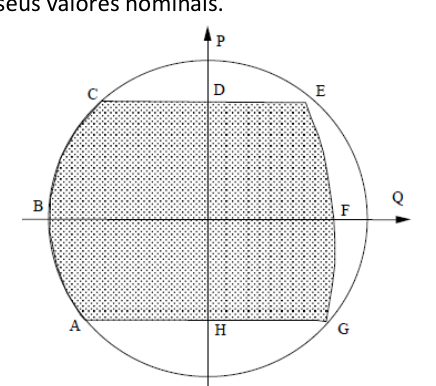 seus valores nominais.
P
C D E
Q
B F
A H G